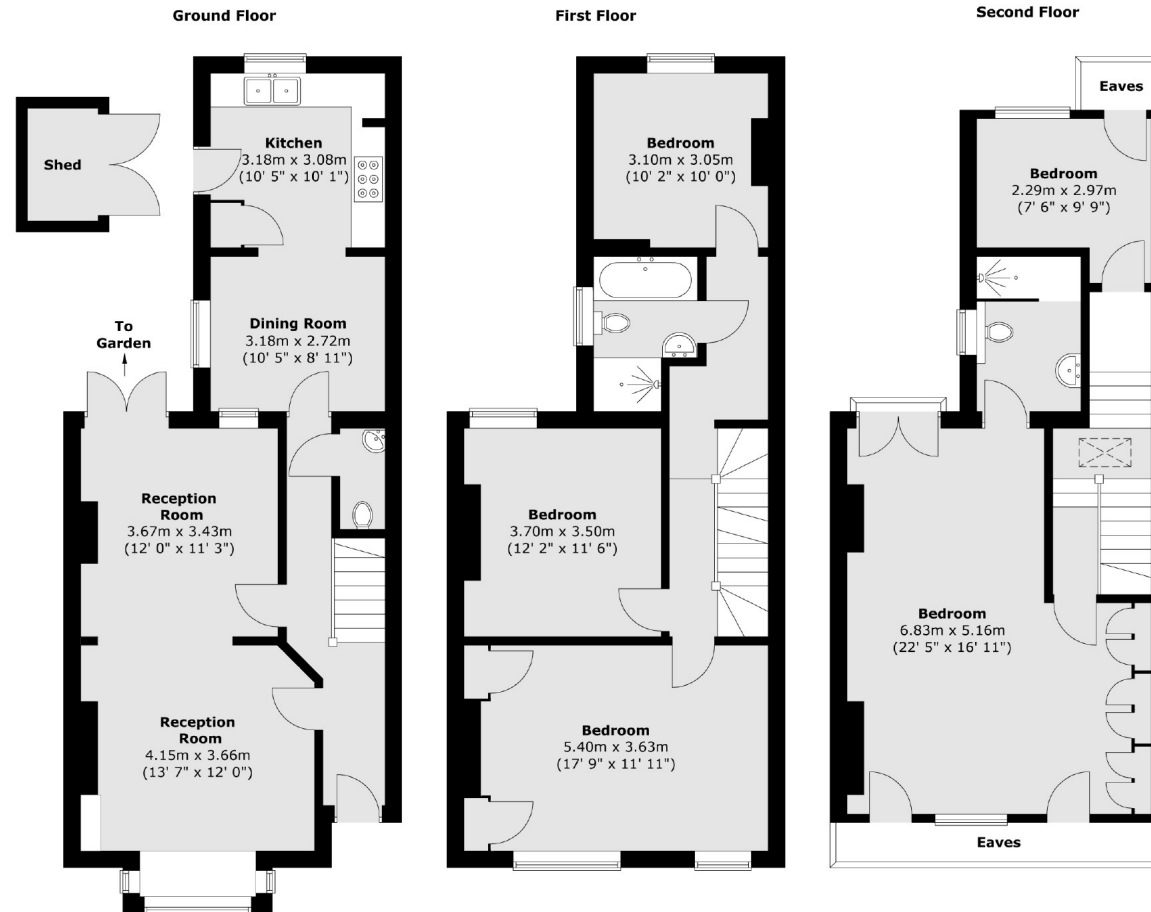 Ground Floor
Shed
Kitchen
3.18m x 3.08m
(10' 5" x 10' 1")
Dining Room
3.18m x 2.72m
(10' 5" x 8' 11")
To
Garden
Reception
Room
3.67m x 3.43m
(12' 0" x 11' 3")
Reception
Room
4.15m x 3.66m
(13' 7" x 12' 0")
First Floor
Bedroom
3.10m x 3.05m
(10' 2" x 10' 0")
Bedroom
3.70m x 3.50m
(12' 2" x 11' 6")
Bedroom
5.40m x 3.63m
(17' 9" x 11' 11")
Second Floor
Eaves
Bedroom
2.29m x 2.97m
(7' 6" x 9' 9")
Bedroom
6.83m x 5.16m
(22' 5" x 16' 11")
Eaves